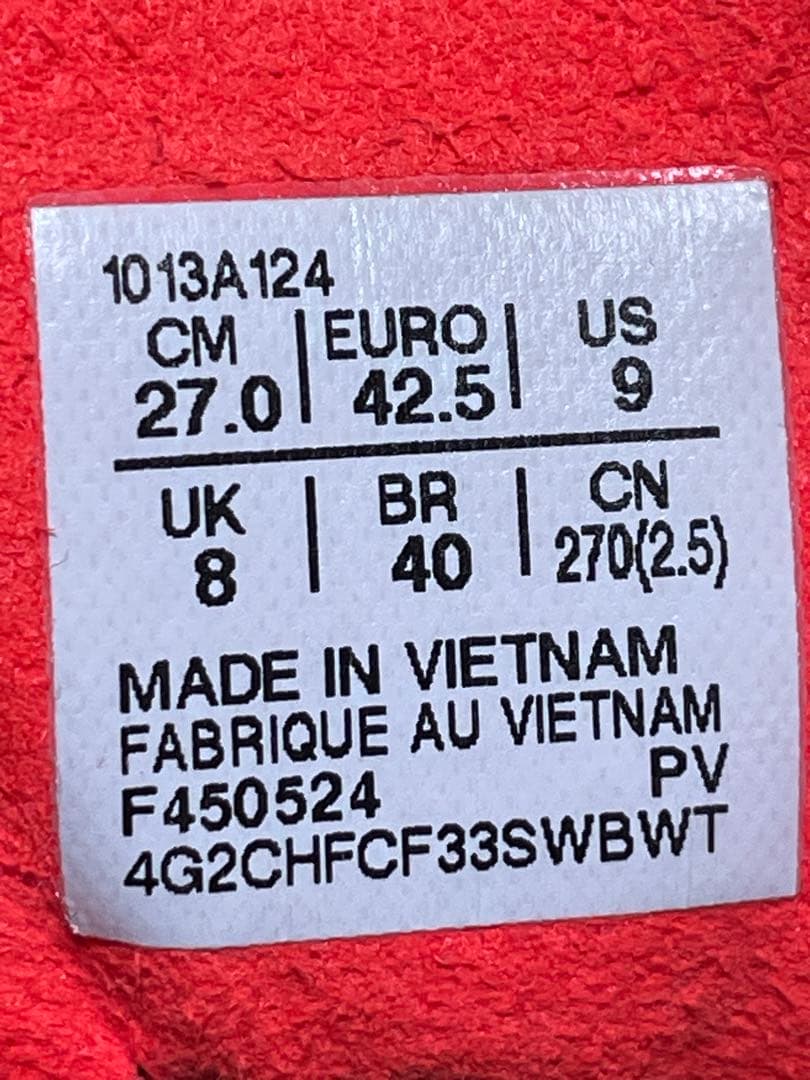 1013A124
CM | EURO | US
27.0 | 42.5 | 9
UK | BR | CN
8 | 40 | 270(2.5)
MADE IN VIETNAM
FABRIQUE AU VIETNAM
F450524 PV
4G2CHFCF33SWBWT